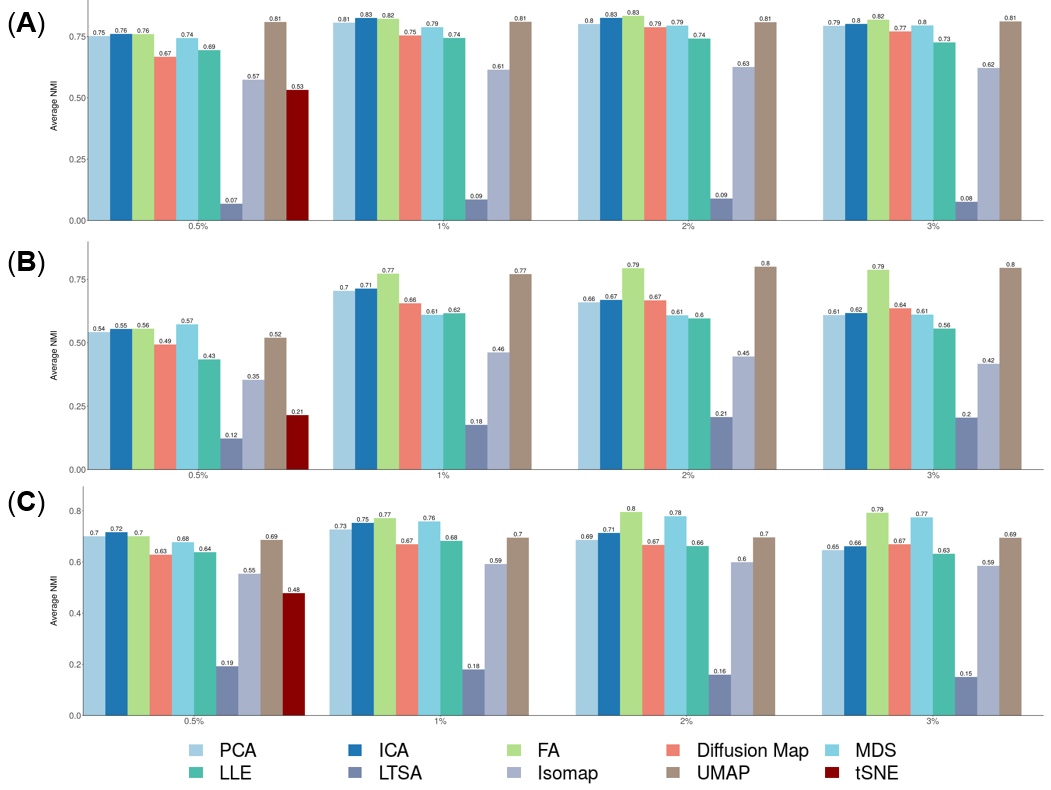 (A)
Average NMI
0.75
0.50
0.25
0.00
0.75 0.76 0.76 0.67 0.74 0.69 0.07 0.57 0.81 0.53
0.81 0.83 0.82 0.75 0.79 0.74 0.09 0.61 0.81
0.8 0.83 0.83 0.79 0.79 0.74 0.09 0.63 0.81
0.79 0.8 0.82 0.77 0.8 0.73 0.08 0.62 0.81
0.5% 1% 2% 3%
(B)
Average NMI
0.75
0.50
0.25
0.00
0.54 0.55 0.56 0.49 0.57 0.43 0.12 0.35 0.52 0.21
0.7 0.71 0.77 0.66 0.61 0.62 0.18 0.46 0.77
0.66 0.67 0.79 0.67 0.61 0.6 0.21 0.45 0.8
0.61 0.62 0.79 0.64 0.61 0.56 0.2 0.42 0.8
0.5% 1% 2% 3%
(C)
Average NMI
0.8
0.6
0.4
0.2
0.0
0.7 0.72 0.7 0.63 0.68 0.64 0.19 0.55 0.69 0.48
0.73 0.75 0.77 0.67 0.76 0.68 0.18 0.59 0.7
0.69 0.71 0.8 0.67 0.78 0.66 0.16 0.6 0.7
0.65 0.66 0.79 0.67 0.77 0.63 0.15 0.59 0.69
0.5% 1% 2% 3%
PCA ICA FA Diffusion Map MDS
LLE LTSA Isomap UMAP tSNE